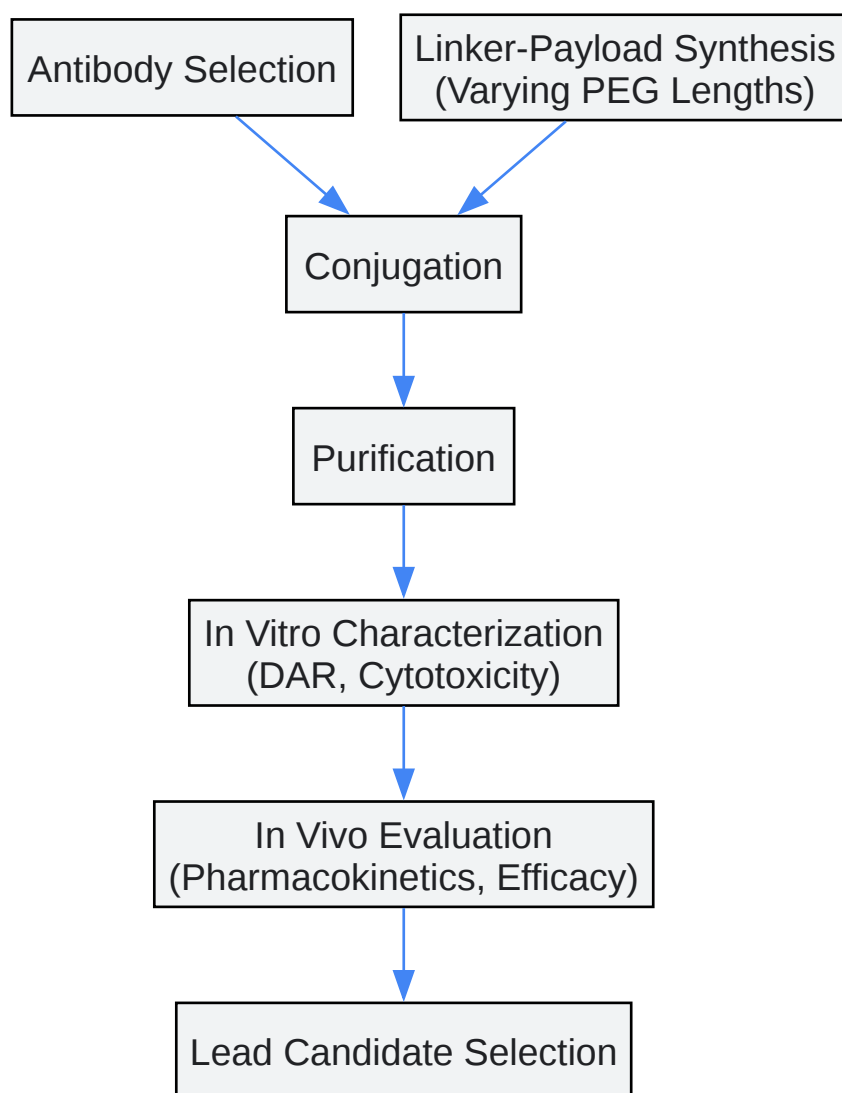 Antibody Selection
Linker-Payload Synthesis
(Varying PEG Lengths)
Conjugation
Purification
In Vitro Characterization
(DAR, Cytotoxicity)
In Vivo Evaluation
(Pharmacokinetics, Efficacy)
Lead Candidate Selection